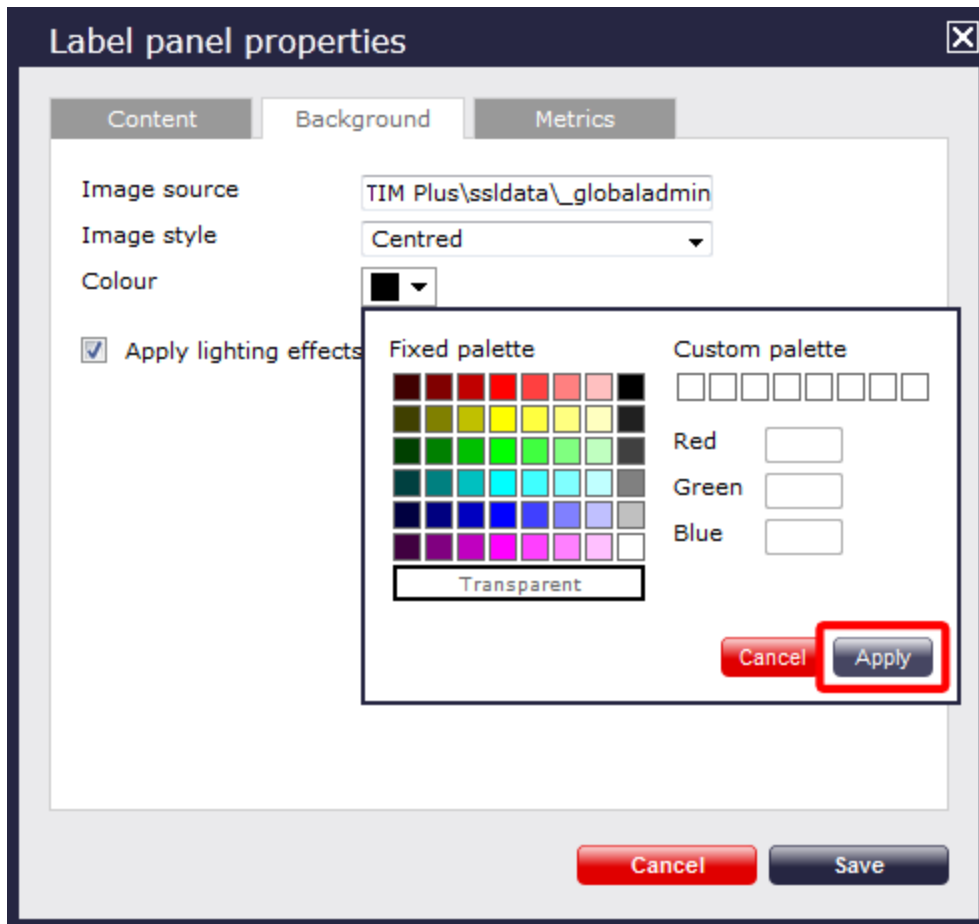 Label panel properties
Content Background Metrics
Image source TIM Plus\ssldata\_globaladmin
Image style Centred
Colour
Apply lighting effects
Fixed palette Custom palette
Red
Green
Blue
Transparent
Cancel Apply
Cancel Save